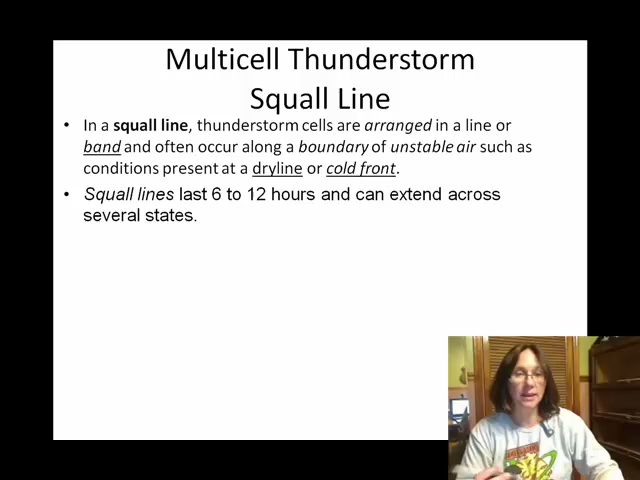 Multicell Thunderstorm
Squall Line
• In a squall line, thunderstorm cells are arranged in a line or
band and often occur along a boundary of unstable air such as
conditions present at a dryline or cold front.
• Squall lines last 6 to 12 hours and can extend across
several states.